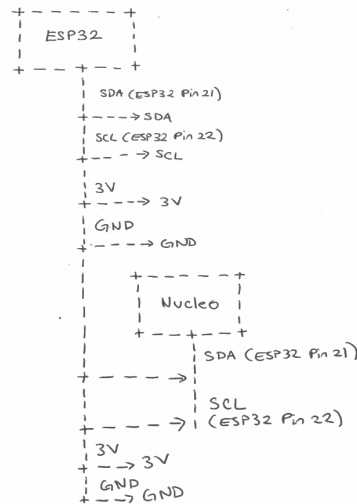 ESP32
SDA (ESP32 Pin 21)
SDA
SCL (ESP32 Pin 22)
SCL
3V
3V
GND
GND
Nucleo
SDA (ESP32 Pin 21)
SCL
(ESP32 Pin 22)
3V
3V
GND
GND